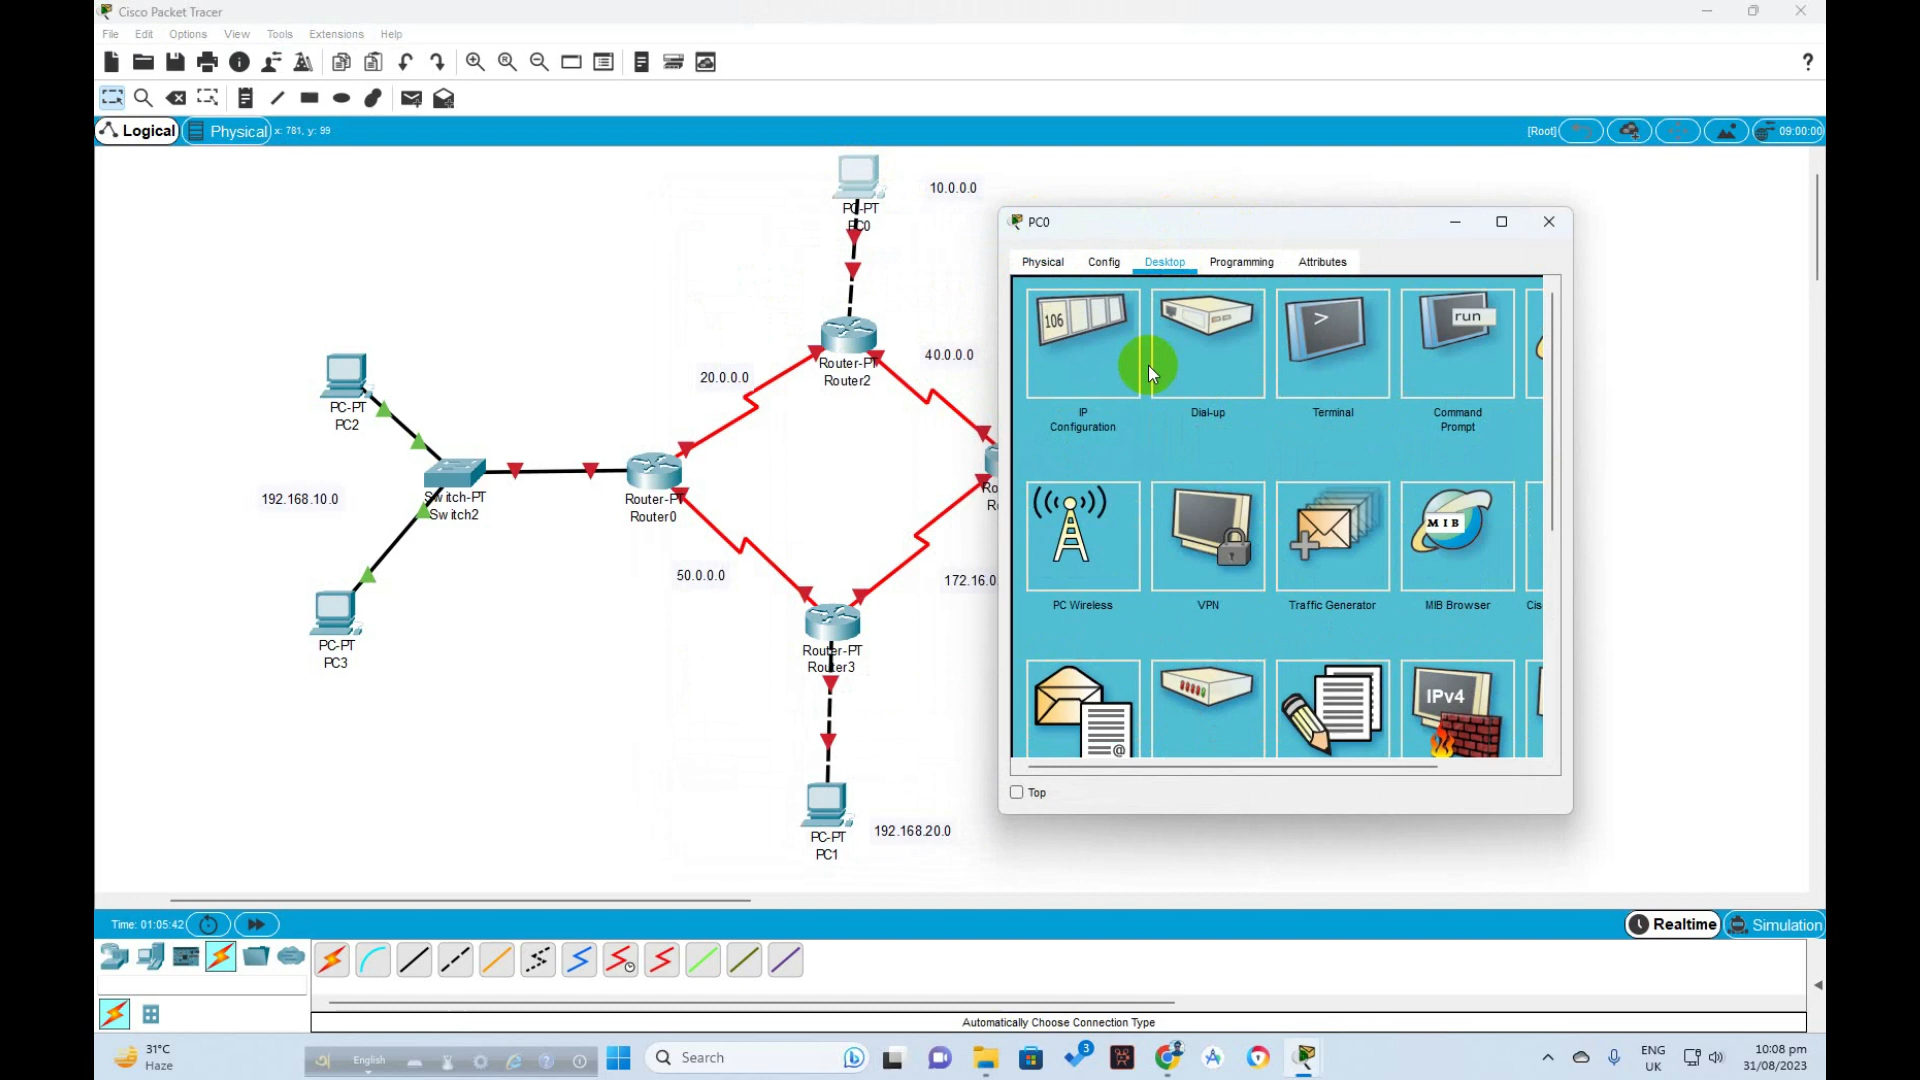 Cisco Packet Tracer
File Edit Options View Tools Extensions Help
Logical Physical x: 781, y: 99 [Root] 09:00:00
10.0.0.0
PC-PT
PC0
40.0.0.0
20.0.0.0
Router-PT
Router2
PC-PT
PC2
192.168.10.0
Switch-PT
Switch2
Router-PT
Router0
50.0.0.0
172.16.0
PC-PT
PC3
Router-PT
Router3
192.168.20.0
PC-PT
PC1
PC0
Physical Config Desktop Programming Attributes
106
>
run
IP
Configuration
Dial-up
Terminal
Command
Prompt
MIB
PC Wireless
VPN
Traffic Generator
MIB Browser
Cis
@
IPv4
Top
Time: 01:05:42
Realtime Simulation
Automatically Choose Connection Type
31°C
Haze
English
Search
3
ENG
UK
10:08 pm
31/08/2023